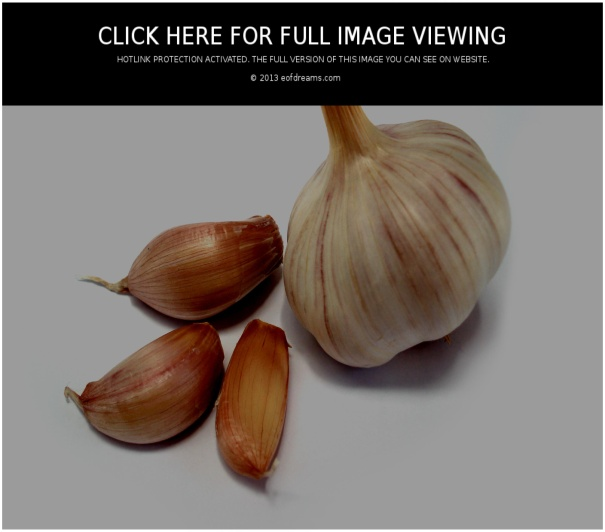 CLICK HERE FOR FULL IMAGE VIEWING
HOTLINK PROTECTION ACTIVATED. THE FULL VERSION OF THIS IMAGE YOU CAN SEE ON WEBSITE.
© 2013 eofdreams.com